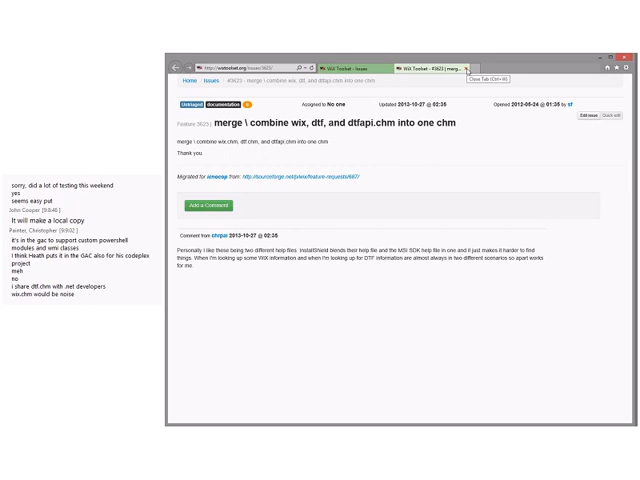 sorry, did a lot of testing this weekend
yes
seems easy put
John Cooper [9:8:46 ]
It will make a local copy
Painter, Christopher [9:9:02 ]
it's in the gac to support custom powershell
modules and wmi classes
I think Heath puts it in the GAC also for his codeplex
project
meh
no
i share dtf.chm with .net developers
wix.chm would be noise
http://wixtoolset.org/issues/3623/
WiX Toolset - Issues
WiX Toolset - #3623 | merg...
Close Tab (Ctrl+W)
Home Issues #3623 - merge \ combine wix, dtf, and dtfapi.chm into one chm
Untriaged documentation 0
Assigned to No one
Updated 2013-10-27 @ 02:35
Opened 2012-05-24 @ 01:35 by sf
Feature 3623 | merge \ combine wix, dtf, and dtfapi.chm into one chm
Edit issue Quick edit
merge \ combine wix.chm, dtf.chm, and dtfapi.chm into one chm
Thank you.
Migrated for icnocop from: http://sourceforge.net/p/wix/feature-requests/687/
Add a Comment
Comment from chrpai 2013-10-27 @ 02:35
Personally I like these being two different help files. InstallShield blends their help file and the MSI SDK help file in one and it just makes it harder to find
things. When I'm looking up some WiX information and when I'm looking up for DTF information are almost always in two different scenarios so apart works
for me.